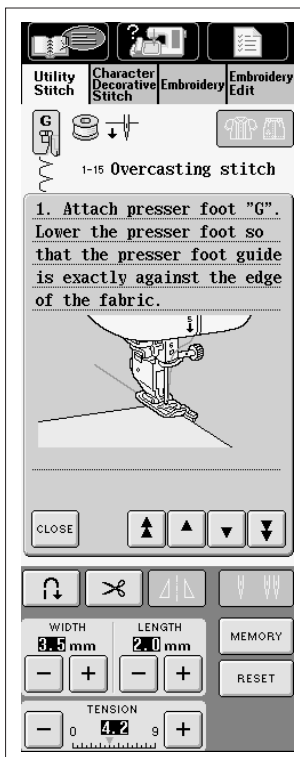 Utility
Stitch
Character
Decorative
Stitch
Embroidery
Embroidery
Edit
G
1-15 Overcasting stitch
1. Attach presser foot "G".
Lower the presser foot so
that the presser foot guide
is exactly against the edge
of the fabric.
5
CLOSE
WIDTH
3.5 mm
LENGTH
2.0 mm
MEMORY
RESET
TENSION
0 4.2 9